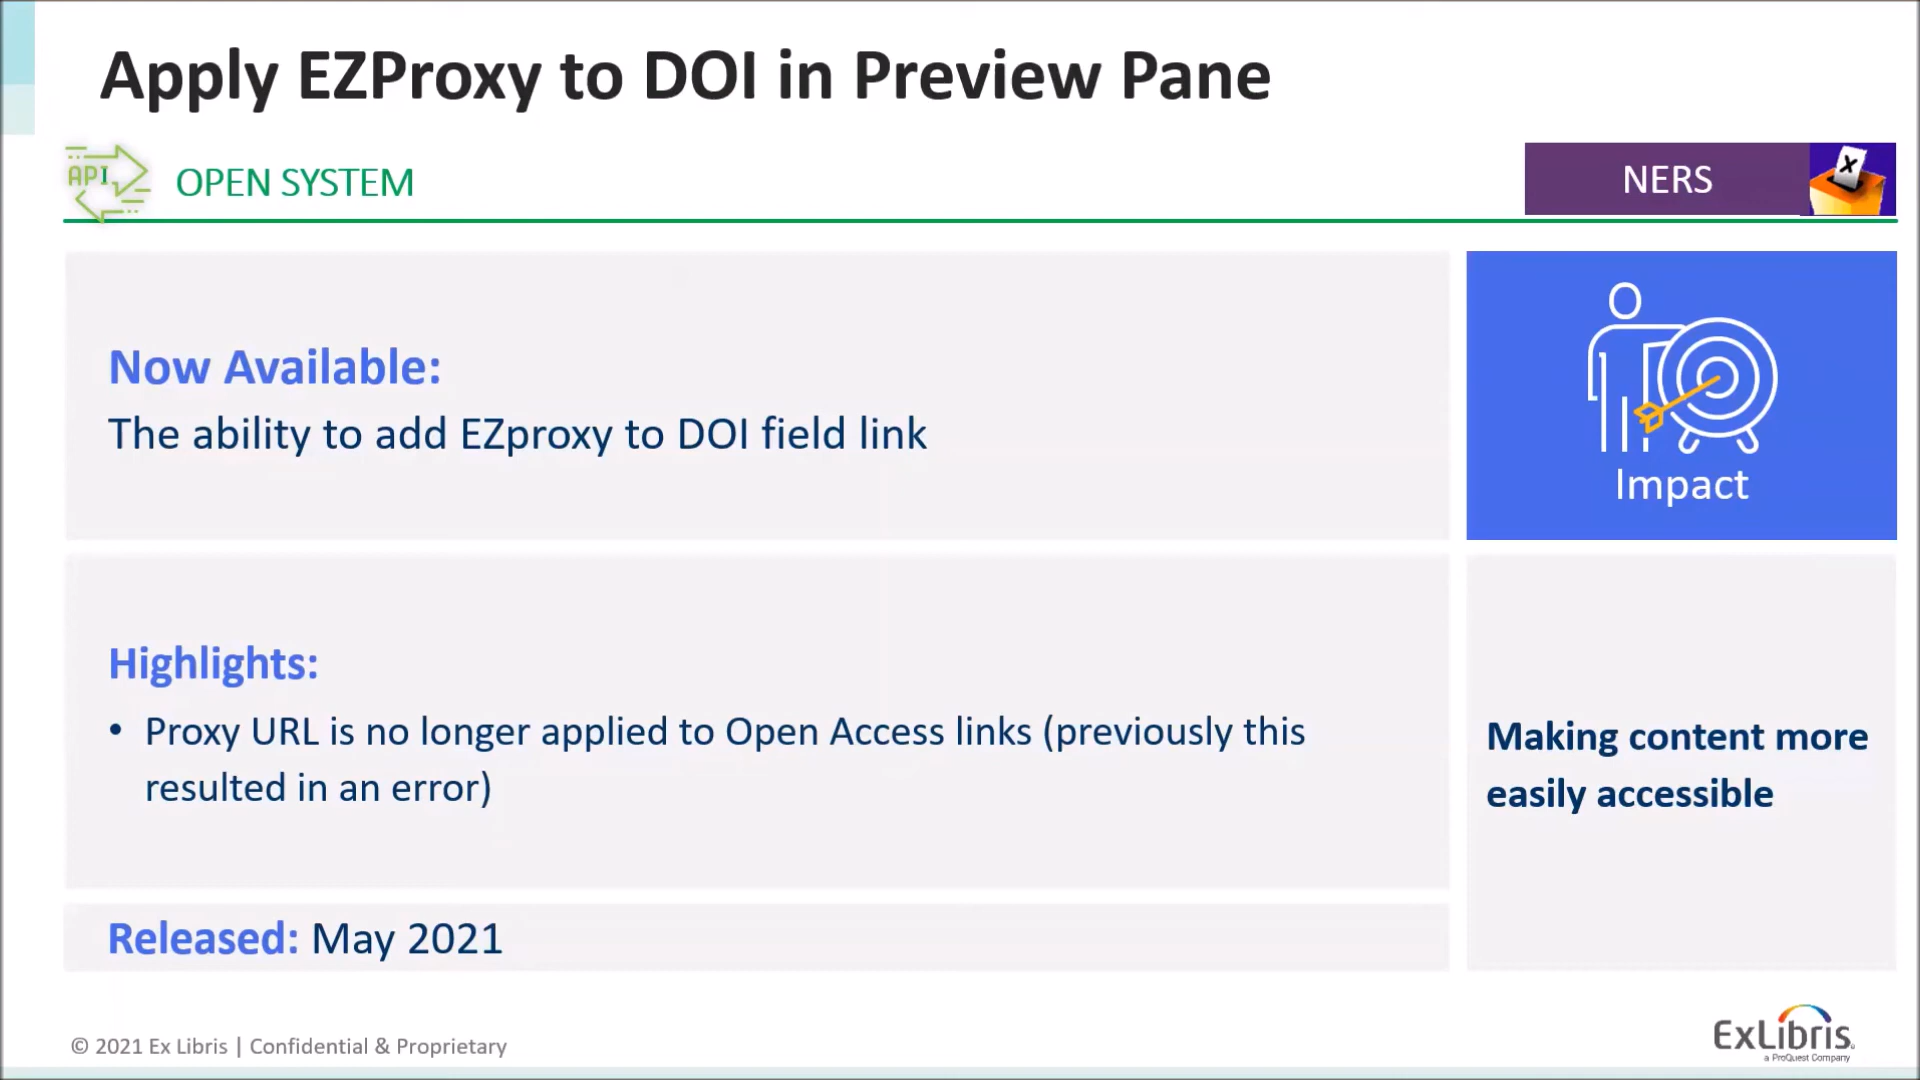 Apply EZProxy to DOI in Preview Pane
API
OPEN SYSTEM
NERS
X
Now Available:
The ability to add EZproxy to DOI field link
Impact
Highlights:
• Proxy URL is no longer applied to Open Access links (previously this
resulted in an error)
Making content more
easily accessible
Released: May 2021
© 2021 Ex Libris | Confidential & Proprietary
ExLibris
a ProQuest Company